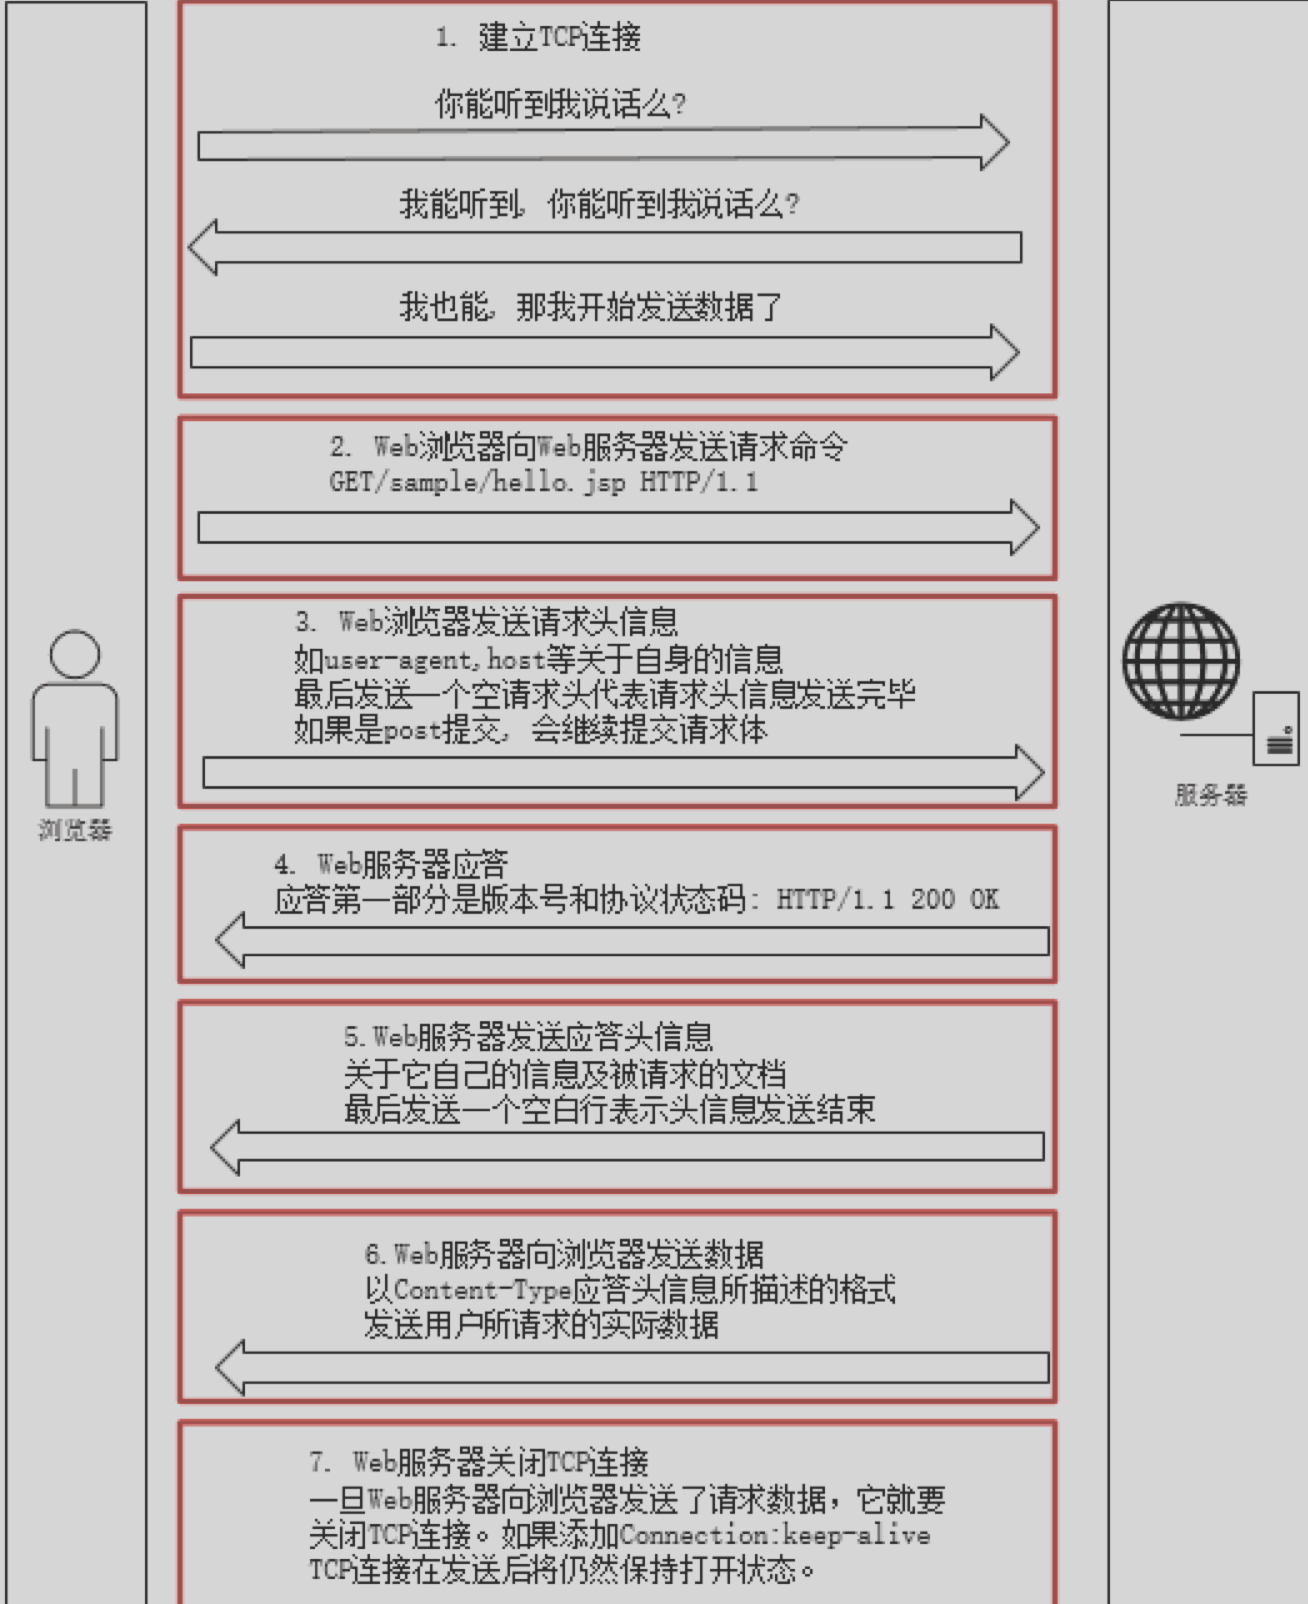 1. 建立TCP连接
你能听到我说话么?
我能听到, 你能听到我说话么?
我也能, 那我开始发送数据了
2. Web浏览器向Web服务器发送请求命令
GET/sample/hello.jsp HTTP/1.1
3. Web浏览器发送请求头信息
如user-agent,host等关于自身的信息
最后发送一个空请求头代表请求头信息发送完毕
如果是post提交, 会继续提交请求体
浏览器
服务器
4. Web服务器应答
应答第一部分是版本号和协议状态码: HTTP/1.1 200 OK
5.Web服务器发送应答头信息
关于它自己的信息及被请求的文档
最后发送一个空白行表示头信息发送结束
6.Web服务器向浏览器发送数据
以Content-Type应答头信息所描述的格式
发送用户所请求的实际数据
7. Web服务器关闭TCP连接
一旦Web服务器向浏览器发送了请求数据，它就要
关闭TCP连接。如果添加Connection:keep-alive
TCP连接在发送后将仍然保持打开状态。